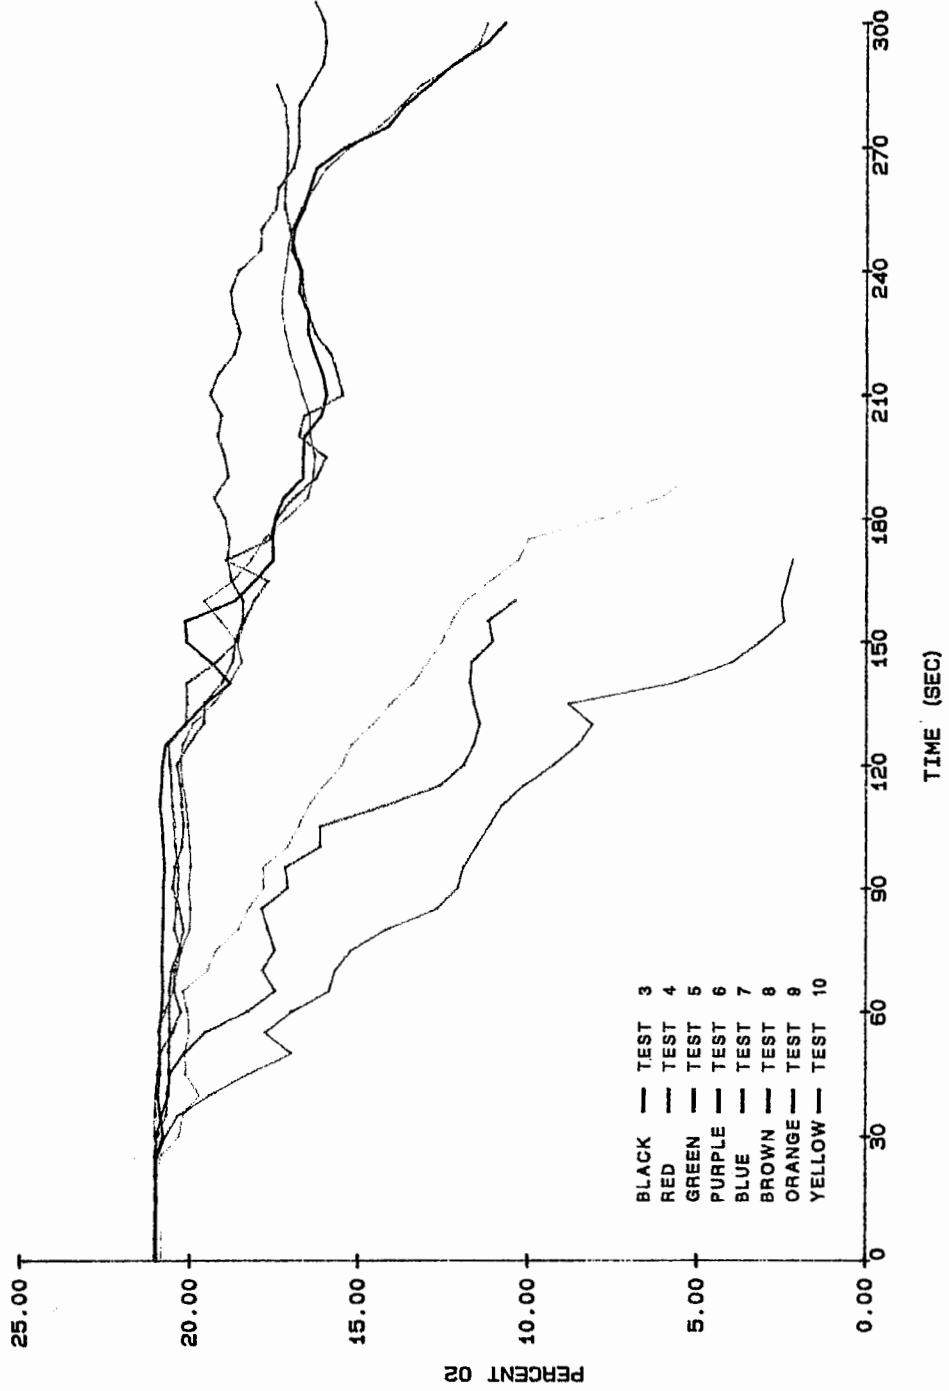 25.00
20.00
15.00
10.00
5.00
0.00
PERCENT O2
0 30 60 90 120 150 180 210 240 270 300
TIME (SEC)
BLACK — TEST 3
RED — TEST 4
GREEN — TEST 5
PURPLE — TEST 6
BLUE — TEST 7
BROWN — TEST 8
ORANGE — TEST 9
YELLOW — TEST 10